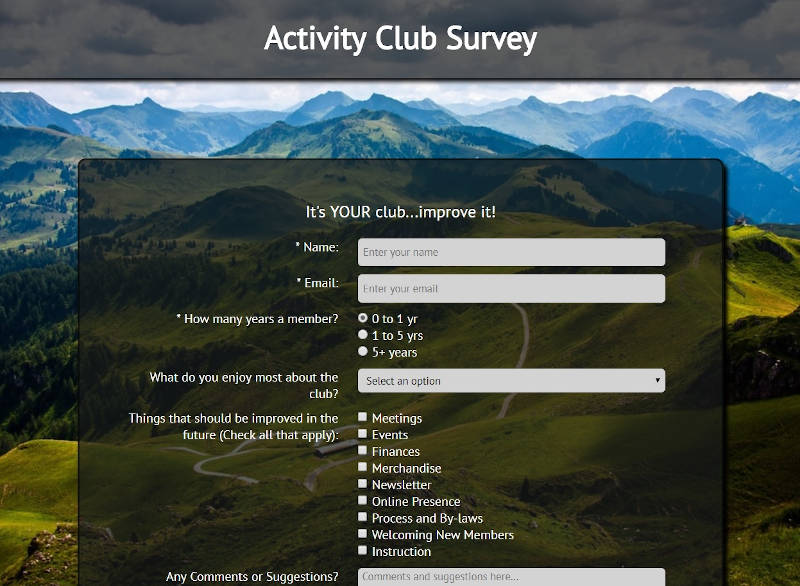 Activity Club Survey
It's YOUR club...improve it!
* Name:
Enter your name
* Email:
Enter your email
* How many years a member?
0 to 1 yr
1 to 5 yrs
5+ years
What do you enjoy most about the
club?
Select an option
Things that should be improved in the
future (Check all that apply):
Meetings
Events
Finances
Merchandise
Newsletter
Online Presence
Process and By-laws
Welcoming New Members
Instruction
Any Comments or Suggestions?
Comments and suggestions here...